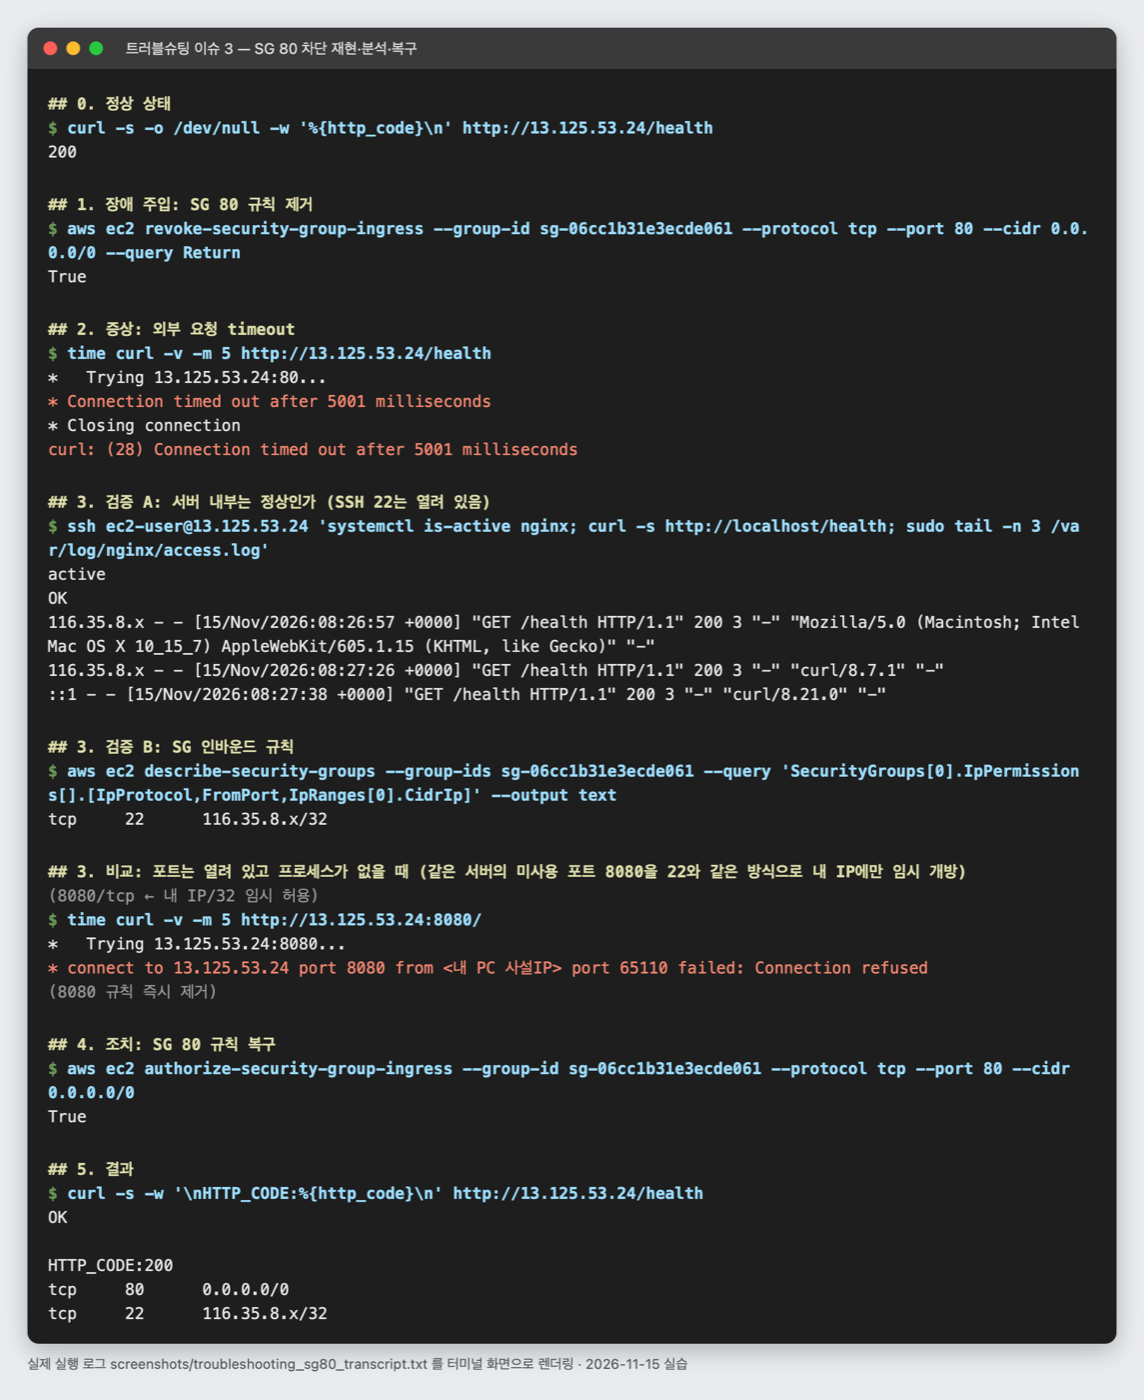 트러블슈팅 이슈 3 — SG 80 차단 재현·분석·복구
## 0. 정상 상태
$ curl -s -o /dev/null -w '%{http_code}\n' http://13.125.53.24/health
200
## 1. 장애 주입: SG 80 규칙 제거
$ aws ec2 revoke-security-group-ingress --group-id sg-06cc1b31e3ecde061 --protocol tcp --port 80 --cidr 0.0.
0.0/0 --query Return
True
## 2. 증상: 외부 요청 timeout
$ time curl -v -m 5 http://13.125.53.24/health
*   Trying 13.125.53.24:80...
* Connection timed out after 5001 milliseconds
* Closing connection
curl: (28) Connection timed out after 5001 milliseconds
## 3. 검증 A: 서버 내부는 정상인가 (SSH 22는 열려 있음)
$ ssh ec2-user@13.125.53.24 'systemctl is-active nginx; curl -s http://localhost/health; sudo tail -n 3 /va
r/log/nginx/access.log'
active
OK
116.35.8.x - - [15/Nov/2026:08:26:57 +0000] "GET /health HTTP/1.1" 200 3 "-" "Mozilla/5.0 (Macintosh; Intel
Mac OS X 10_15_7) AppleWebKit/605.1.15 (KHTML, like Gecko)" "-"
116.35.8.x - - [15/Nov/2026:08:27:26 +0000] "GET /health HTTP/1.1" 200 3 "-" "curl/8.7.1" "-"
::1 - - [15/Nov/2026:08:27:38 +0000] "GET /health HTTP/1.1" 200 3 "-" "curl/8.21.0" "-"
## 3. 검증 B: SG 인바운드 규칙
$ aws ec2 describe-security-groups --group-ids sg-06cc1b31e3ecde061 --query 'SecurityGroups[0].IpPermission
s[].[IpProtocol,FromPort,IpRanges[0].CidrIp]' --output text
tcp     22      116.35.8.x/32
## 3. 비교: 포트는 열려 있고 프로세스가 없을 때 (같은 서버의 미사용 포트 8080을 22와 같은 방식으로 내 IP에만 임시 개방)
(8080/tcp ← 내 IP/32 임시 허용)
$ time curl -v -m 5 http://13.125.53.24:8080/
*   Trying 13.125.53.24:8080...
* connect to 13.125.53.24 port 8080 from <내 PC 사설IP> port 65110 failed: Connection refused
(8080 규칙 즉시 제거)
## 4. 조치: SG 80 규칙 복구
$ aws ec2 authorize-security-group-ingress --group-id sg-06cc1b31e3ecde061 --protocol tcp --port 80 --cidr
0.0.0.0/0
True
## 5. 결과
$ curl -s -w '\nHTTP_CODE:%{http_code}\n' http://13.125.53.24/health
OK
HTTP_CODE:200
tcp     80      0.0.0.0/0
tcp     22      116.35.8.x/32
실제 실행 로그 screenshots/troubleshooting_sg80_transcript.txt 를 터미널 화면으로 렌더링 · 2026-11-15 실습